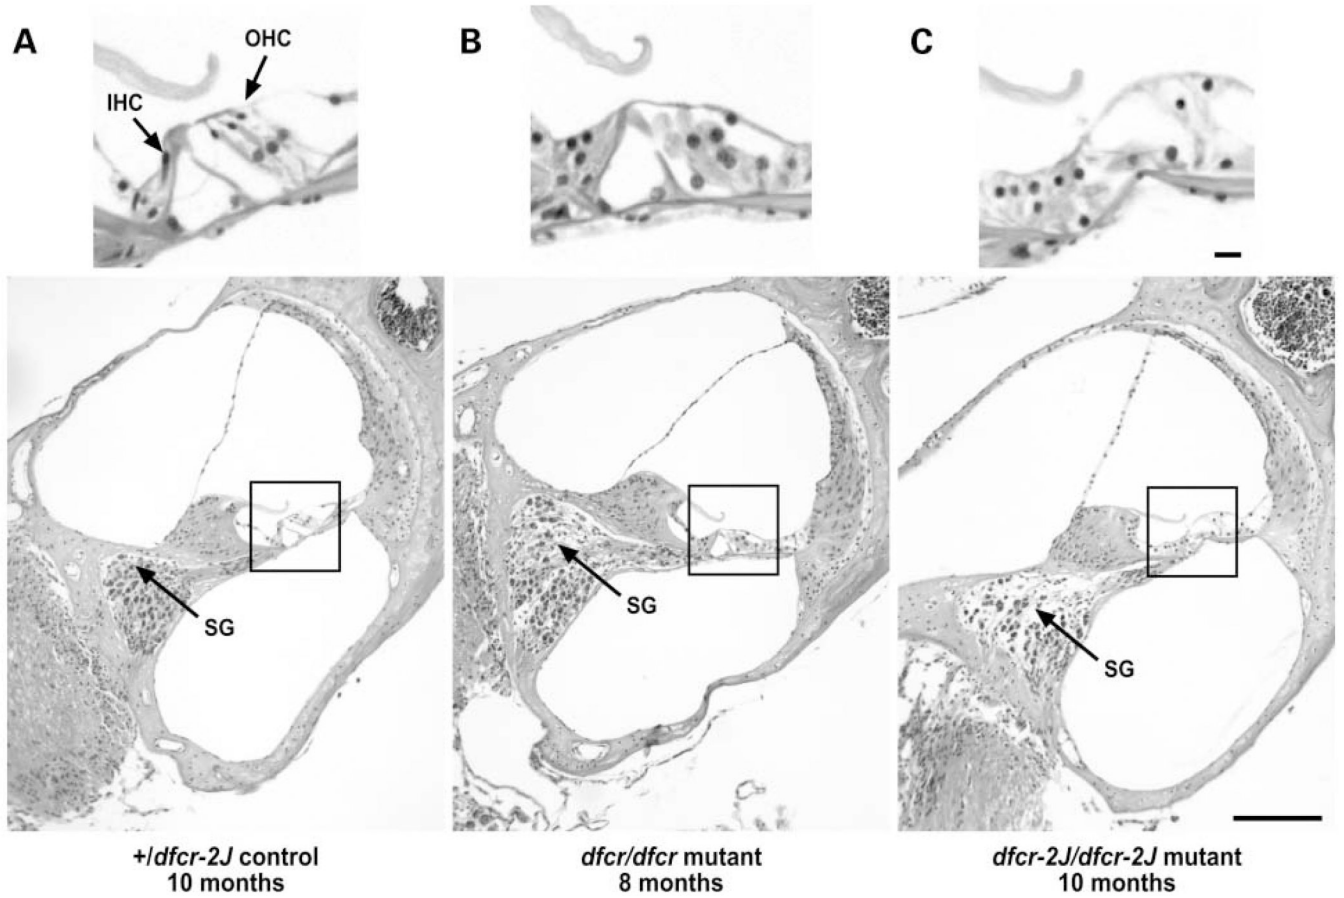 A
B
C
OHC
IHC
SG
SG
SG
+/dfcr-2J control
10 months
dfcr/dfcr mutant
8 months
dfcr-2J/dfcr-2J mutant
10 months